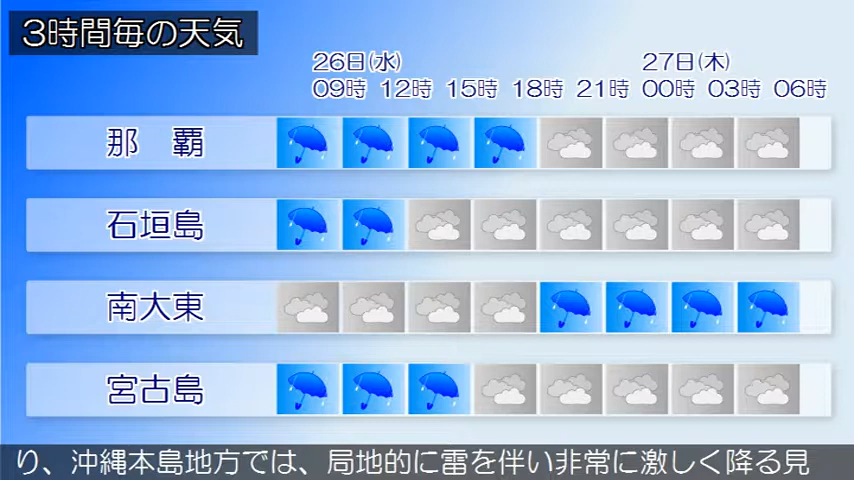 3時間毎の天気
26日(水) 27日(木)
09時 12時 15時 18時 21時 00時 03時 06時
那　覇
石垣島
南大東
宮古島
り、沖縄本島地方では、局地的に雷を伴い非常に激しく降る見